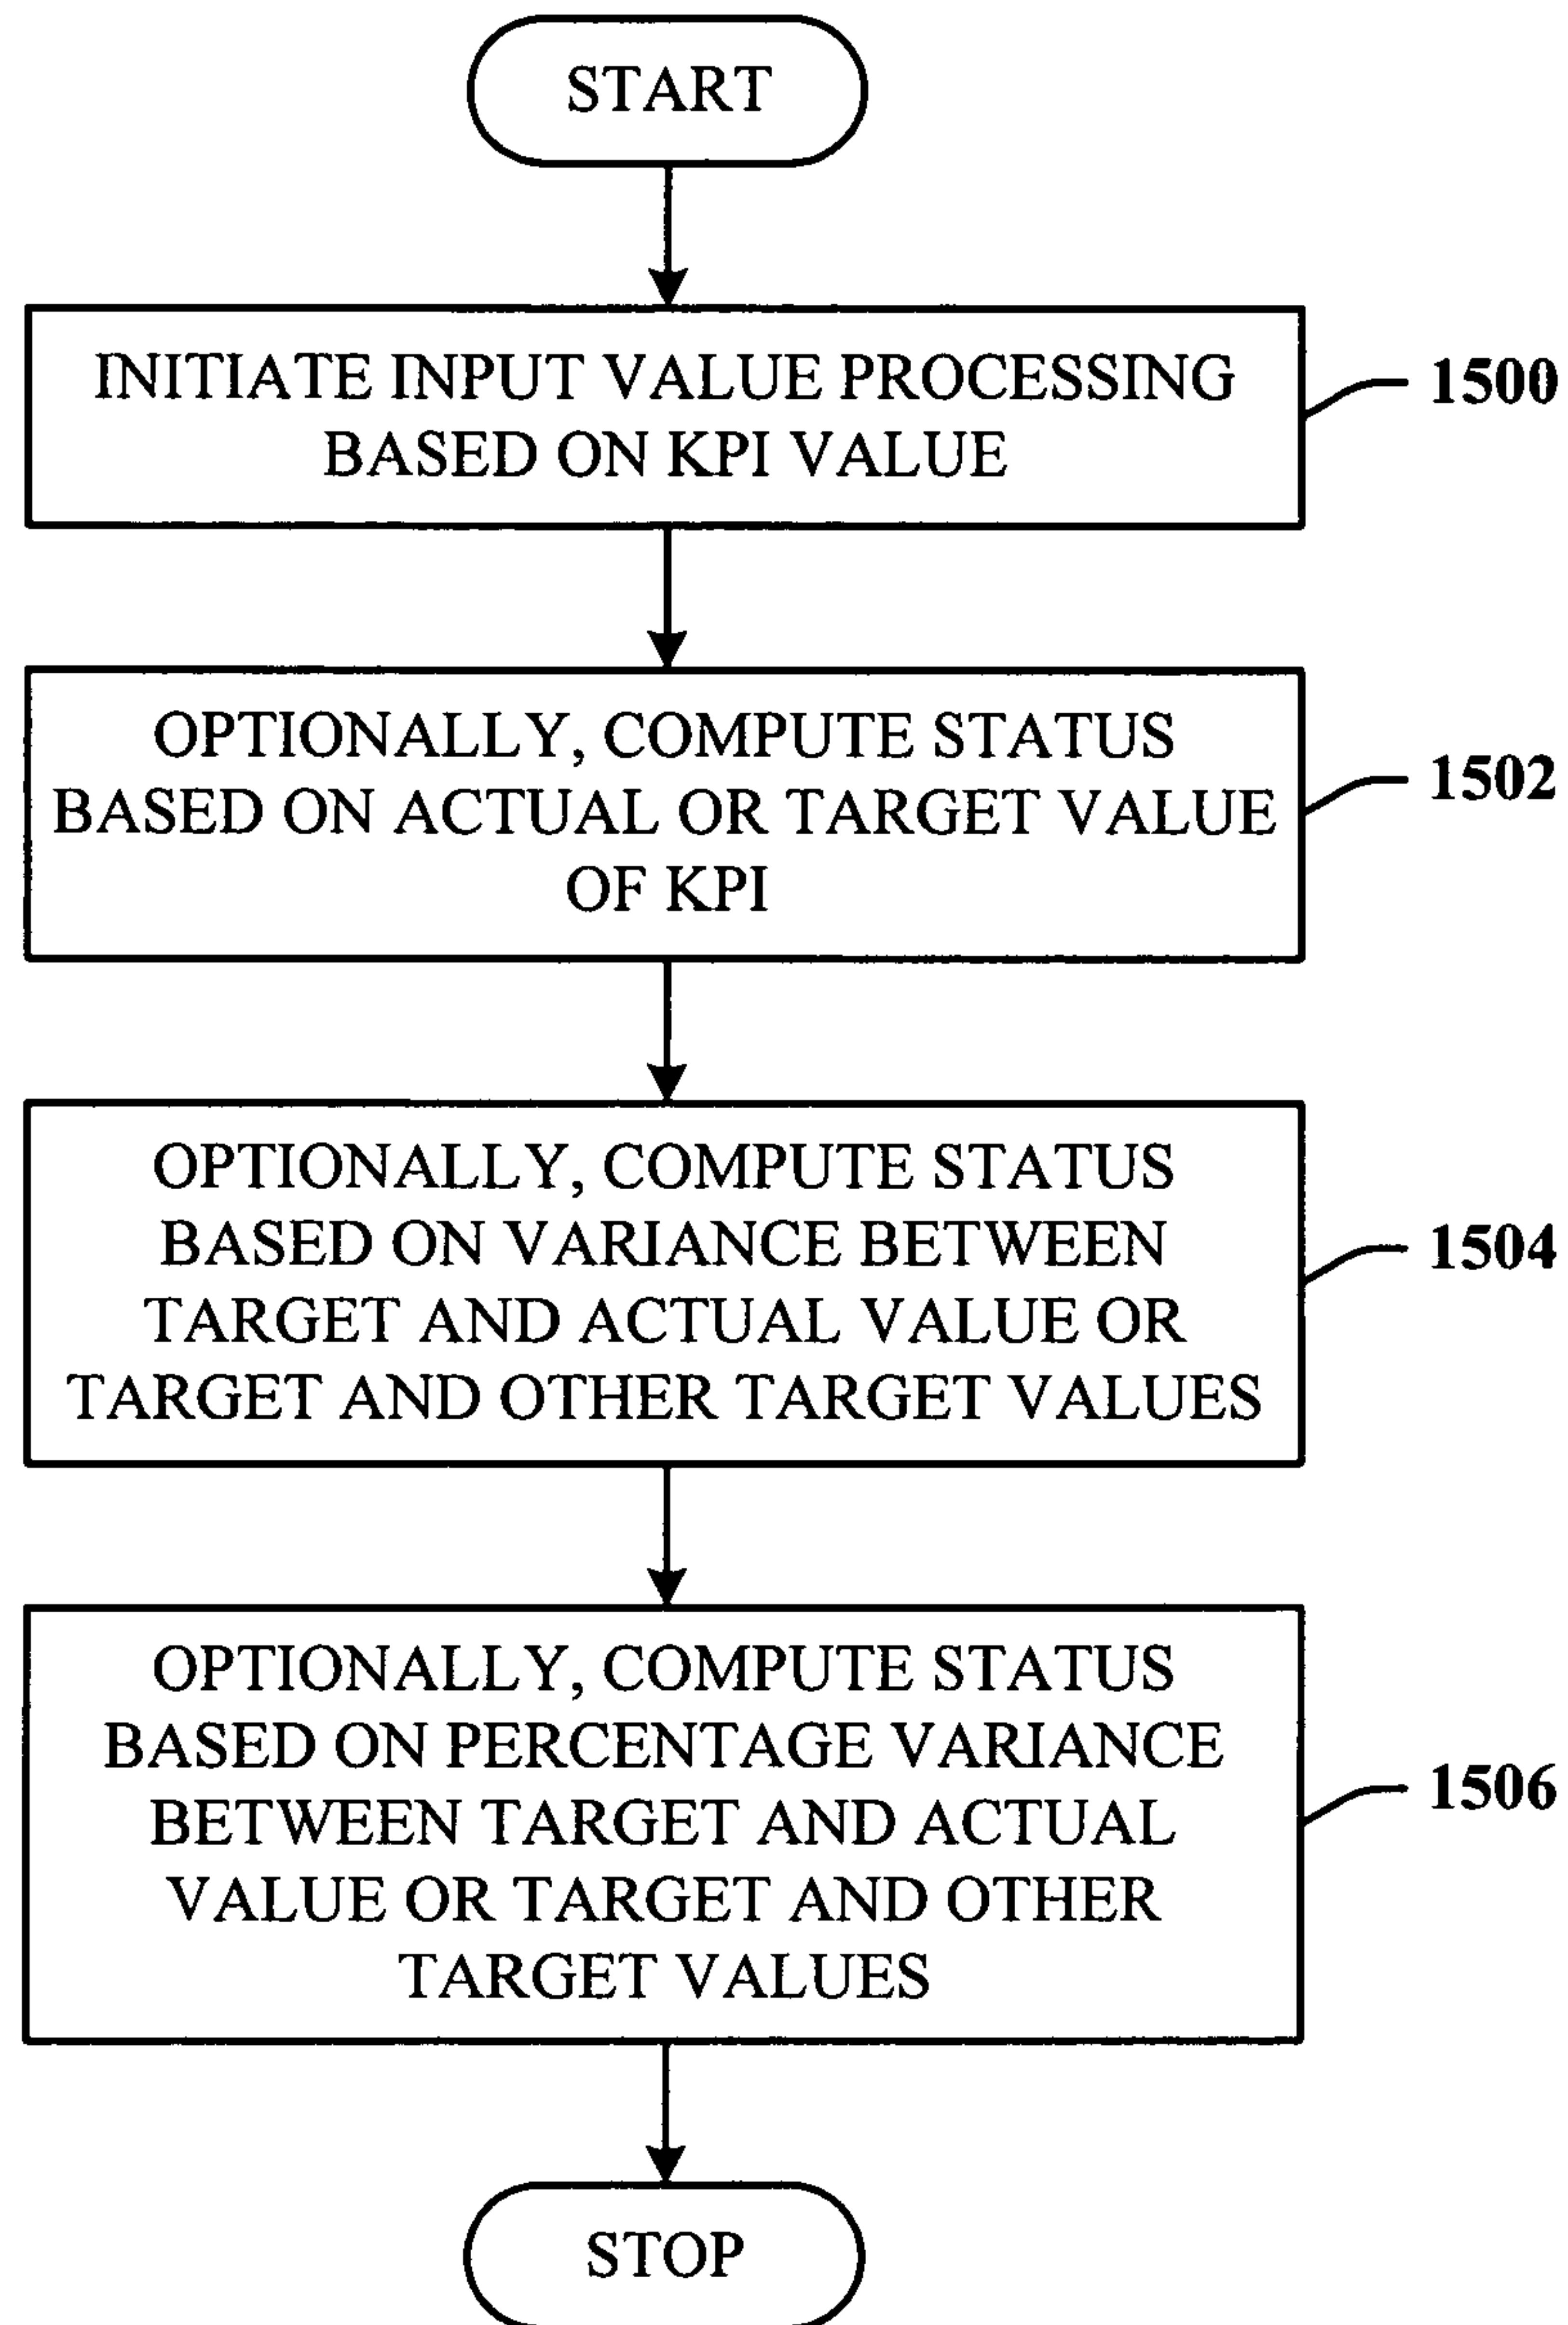 START
INITIATE INPUT VALUE PROCESSING
BASED ON KPI VALUE
1500
OPTIONALLY, COMPUTE STATUS
BASED ON ACTUAL OR TARGET VALUE
OF KPI
1502
OPTIONALLY, COMPUTE STATUS
BASED ON VARIANCE BETWEEN
TARGET AND ACTUAL VALUE OR
TARGET AND OTHER TARGET VALUES
1504
OPTIONALLY, COMPUTE STATUS
BASED ON PERCENTAGE VARIANCE
BETWEEN TARGET AND ACTUAL
VALUE OR TARGET AND OTHER
TARGET VALUES
1506
STOP